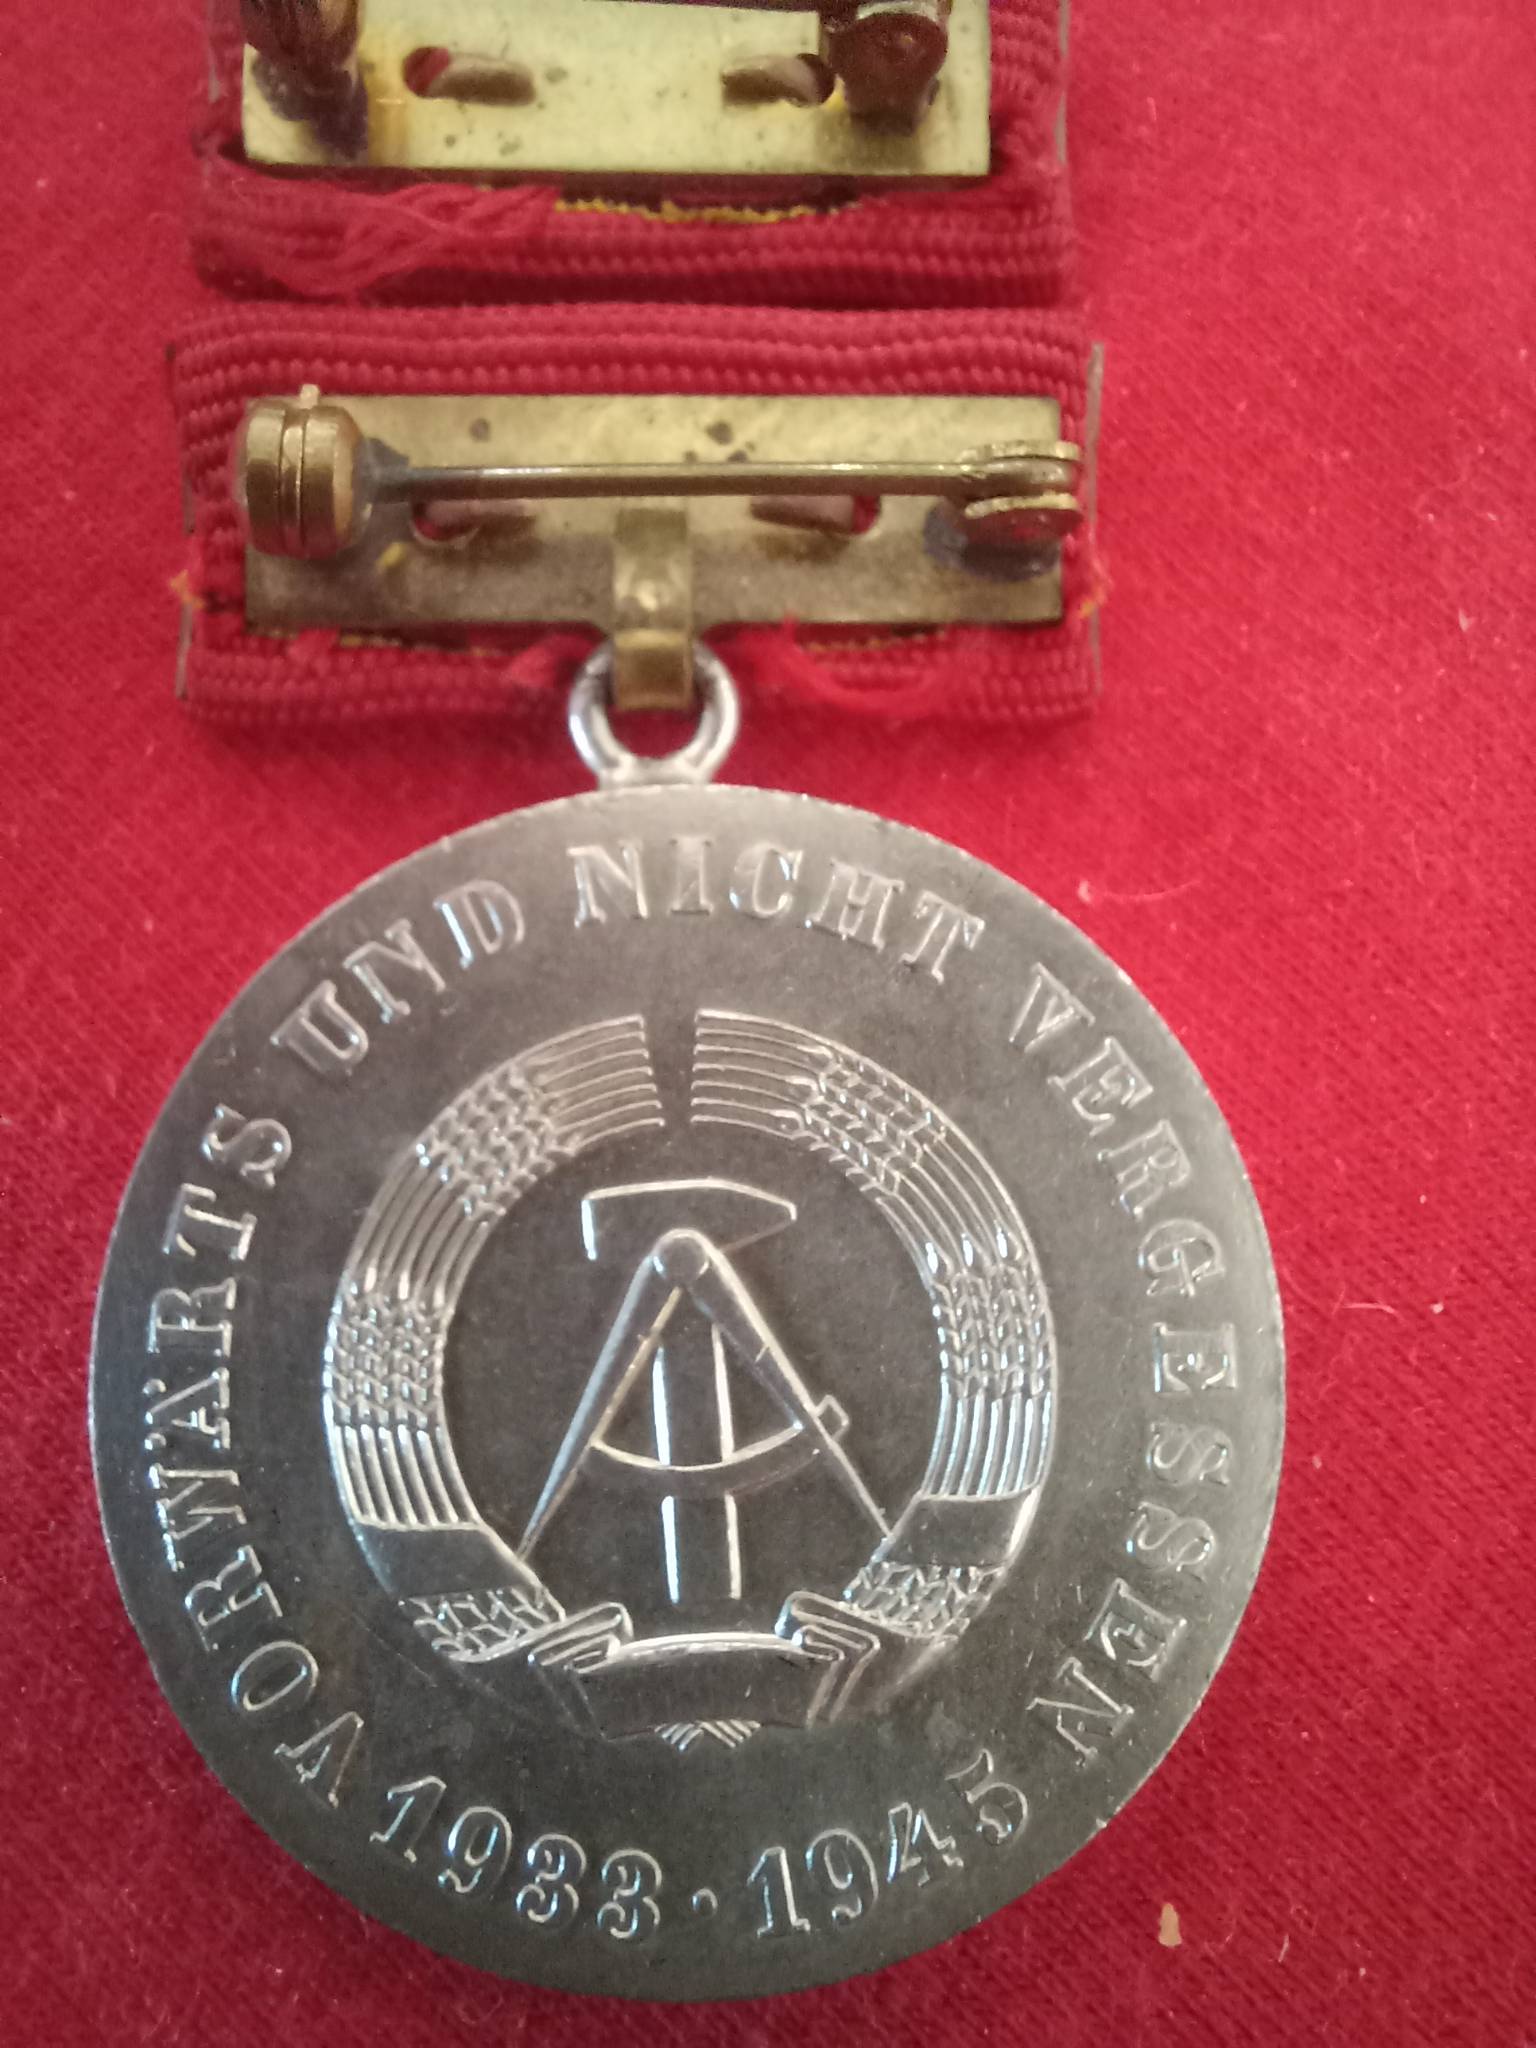 VORWÄRTS UND NICHT VERGESSEN
1933·1945